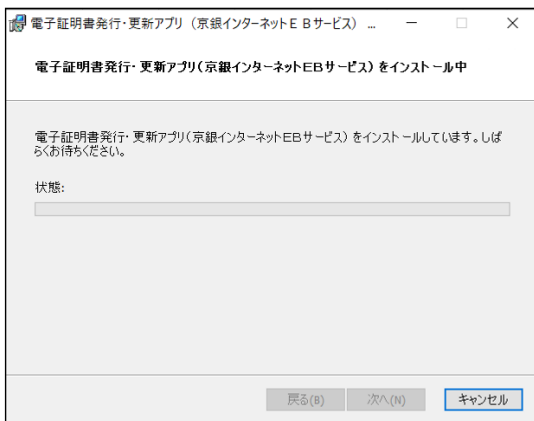 電子証明書発行・更新アプリ (京銀インターネットＥＢサービス) ...
電子証明書発行・更新アプリ(京銀インターネットＥＢサービス) をインストール中
電子証明書発行・更新アプリ(京銀インターネットＥＢサービス) をインストールしています。しば
らくお待ちください。
状態:
戻る(B) 次へ(N) キャンセル